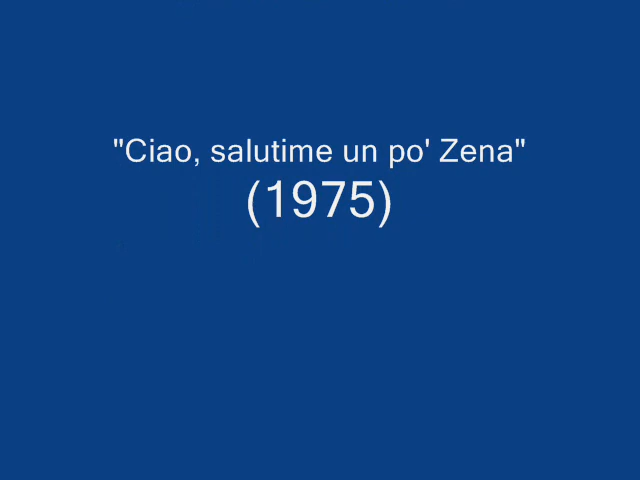 "Ciao, salutime un po' Zena"
(1975)